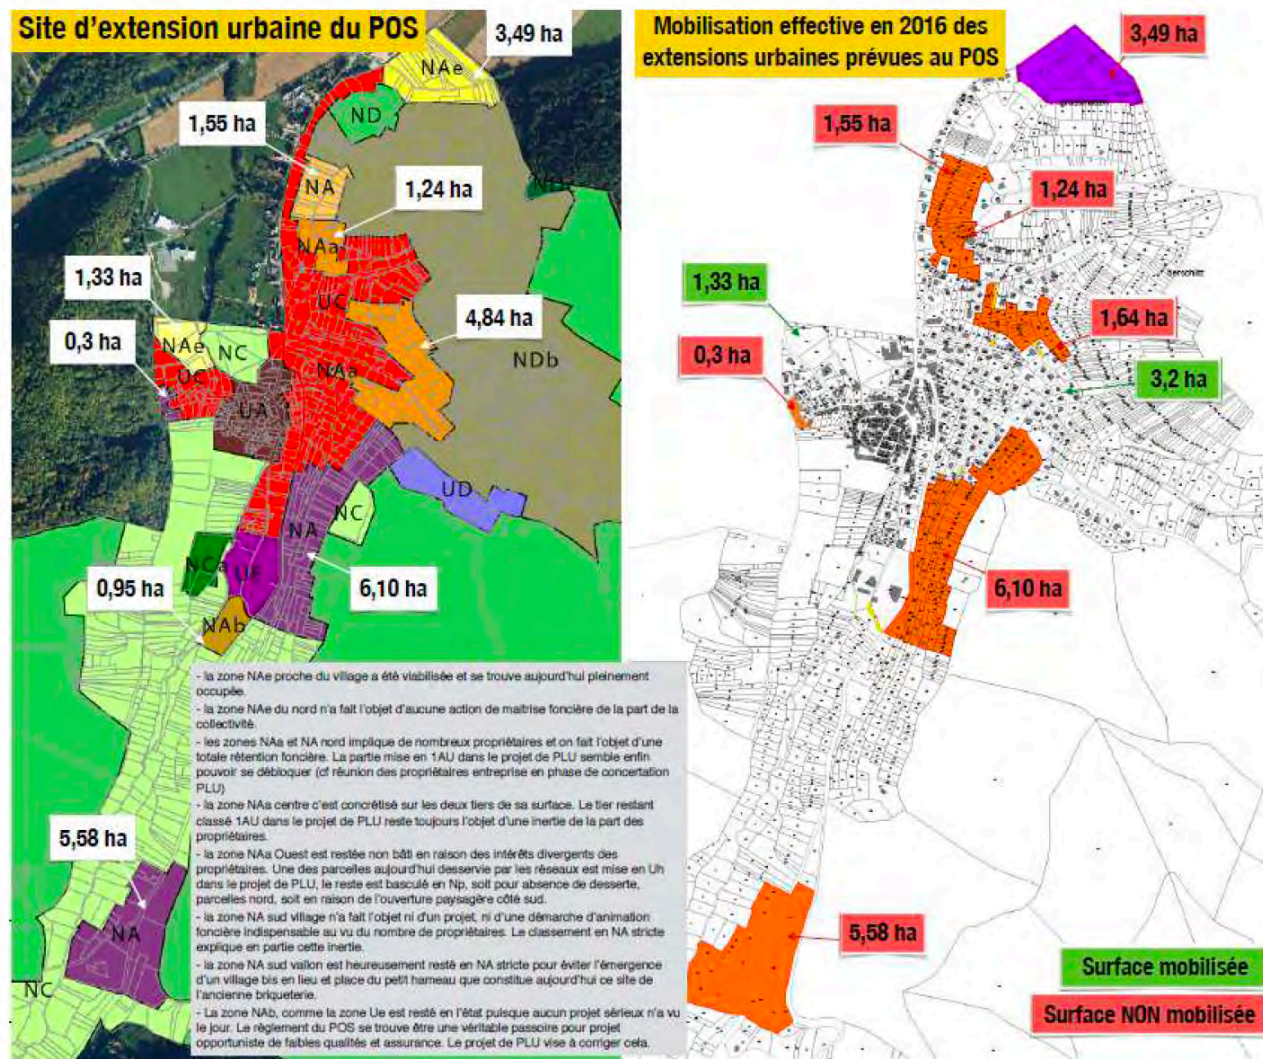 Site d'extension urbaine du POS
3,49 ha
NAe
ND
1,55 ha
NA
1,24 ha
NAa
1,33 ha
UC
4,84 ha
0,3 ha
NAe
NC
NDb
UC
NAa
UA
UD
NC
NA
NCa
UE
0,95 ha
6,10 ha
NAb
5,58 ha
NA
NC
- la zone NAe proche du village a été viabilisée et se trouve aujourd'hui pleinement
occupée.
- la zone NAe du nord n'a fait l'objet d'aucune action de maîtrise foncière de la part de la
collectivité.
- les zones NAa et NA nord implique de nombreux propriétaires et on fait l'objet d'une
totale rétention foncière. La partie mise en 1AU dans le projet de PLU semble enfin
pouvoir se débloquer (cf réunion des propriétaires entreprise en phase de concertation
PLU)
- la zone NAa centre c'est concrétisé sur les deux tiers de sa surface. Le tier restant
classé 1AU dans le projet de PLU reste toujours l'objet d'une inertie de la part des
propriétaires.
- la zone NAa Ouest est restée non bâti en raison des intérêts divergents des
propriétaires. Une des parcelles aujourd'hui desservie par les réseaux est mise en Uh
dans le projet de PLU, le reste est basculé en Np, soit pour absence de desserte,
parcelles nord, soit en raison de l'ouverture paysagère côté sud.
- la zone NA sud village n'a fait l'objet ni d'un projet, ni d'une démarche d'animation
foncière indispensable au vu du nombre de propriétaires. Le classement en NA stricte
explique en partie cette inertie.
- la zone NA sud vallon est heureusement resté en NA stricte pour éviter l'émergence
d'un village bis en lieu et place du petit hameau que constitue aujourd'hui ce site de
l'ancienne briqueterie.
- La zone NAb, comme la zone Ue est resté en l'état puisque aucun projet sérieux n'a vu
le jour. Le règlement du POS se trouve être une véritable passoire pour projet
opportuniste de faibles qualités et assurance. Le projet de PLU vise à corriger cela.
Mobilisation effective en 2016 des
extensions urbaines prévues au POS
3,49 ha
1,55 ha
1,24 ha
1,33 ha
1,64 ha
0,3 ha
3,2 ha
6,10 ha
5,58 ha
Surface mobilisée
Surface NON mobilisée